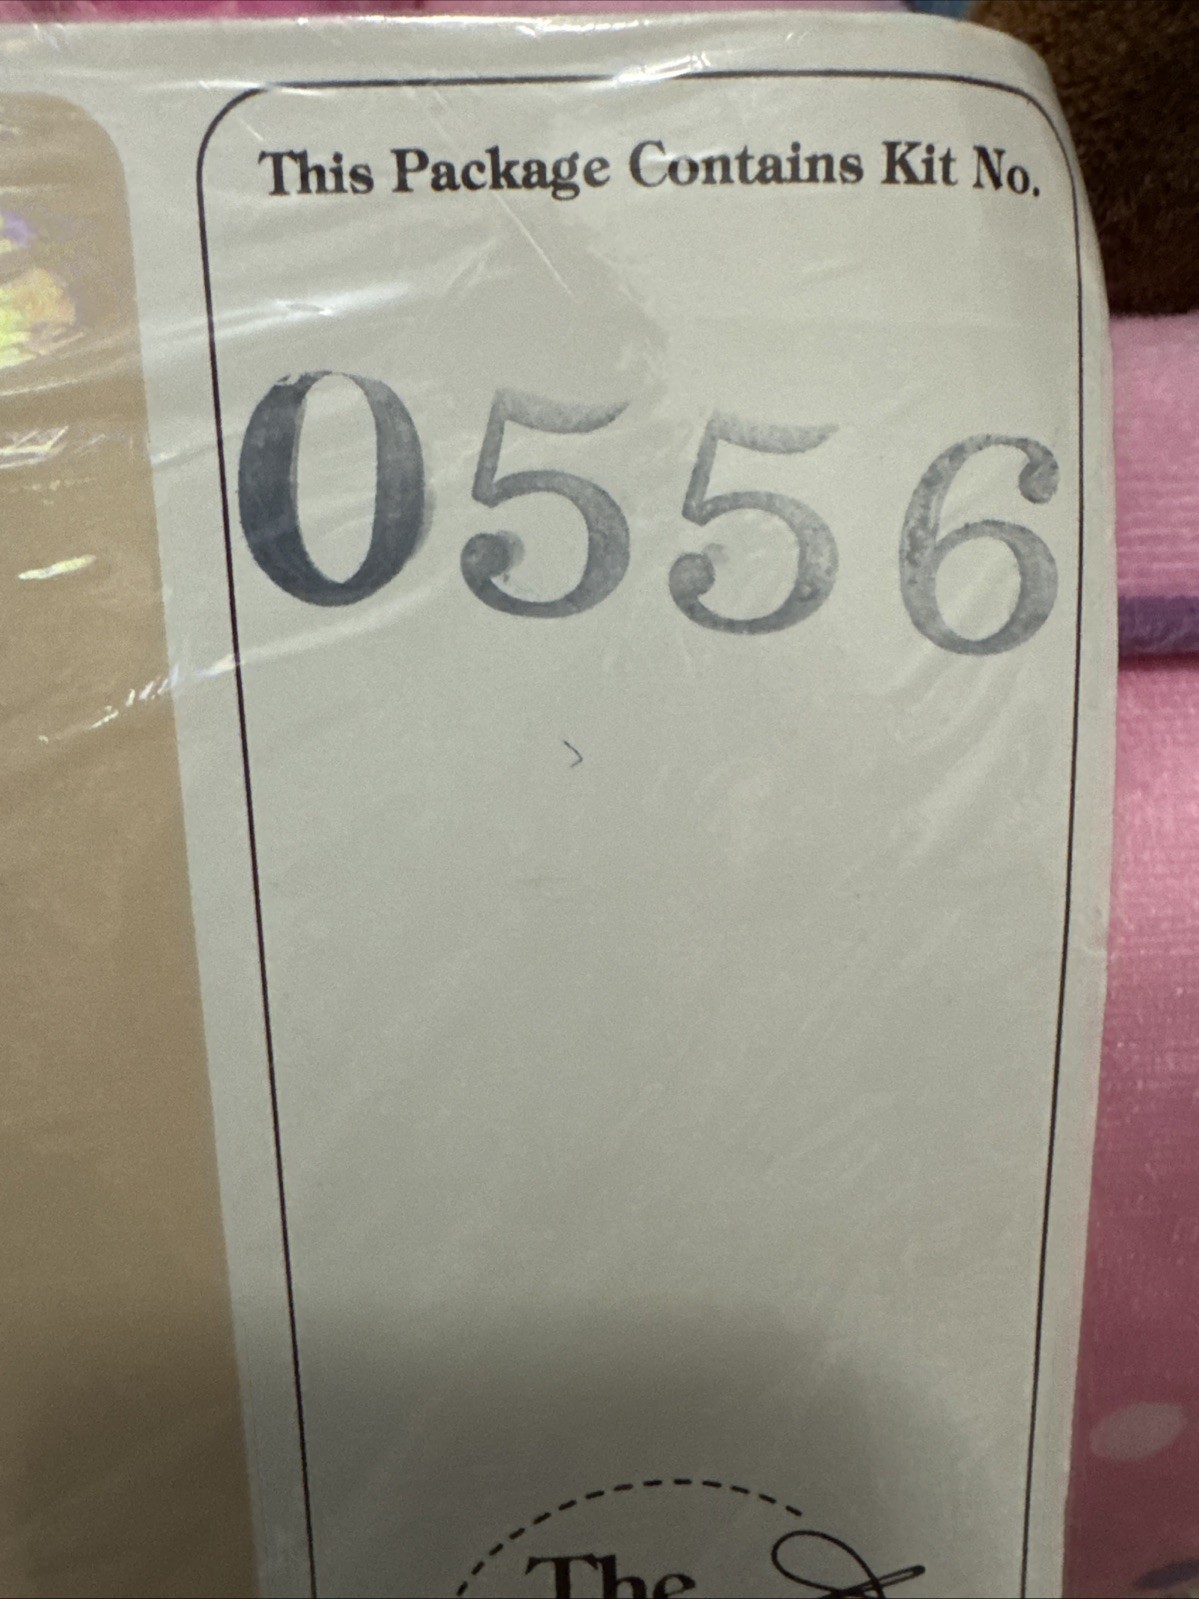 This Package Contains Kit No.
0556
The